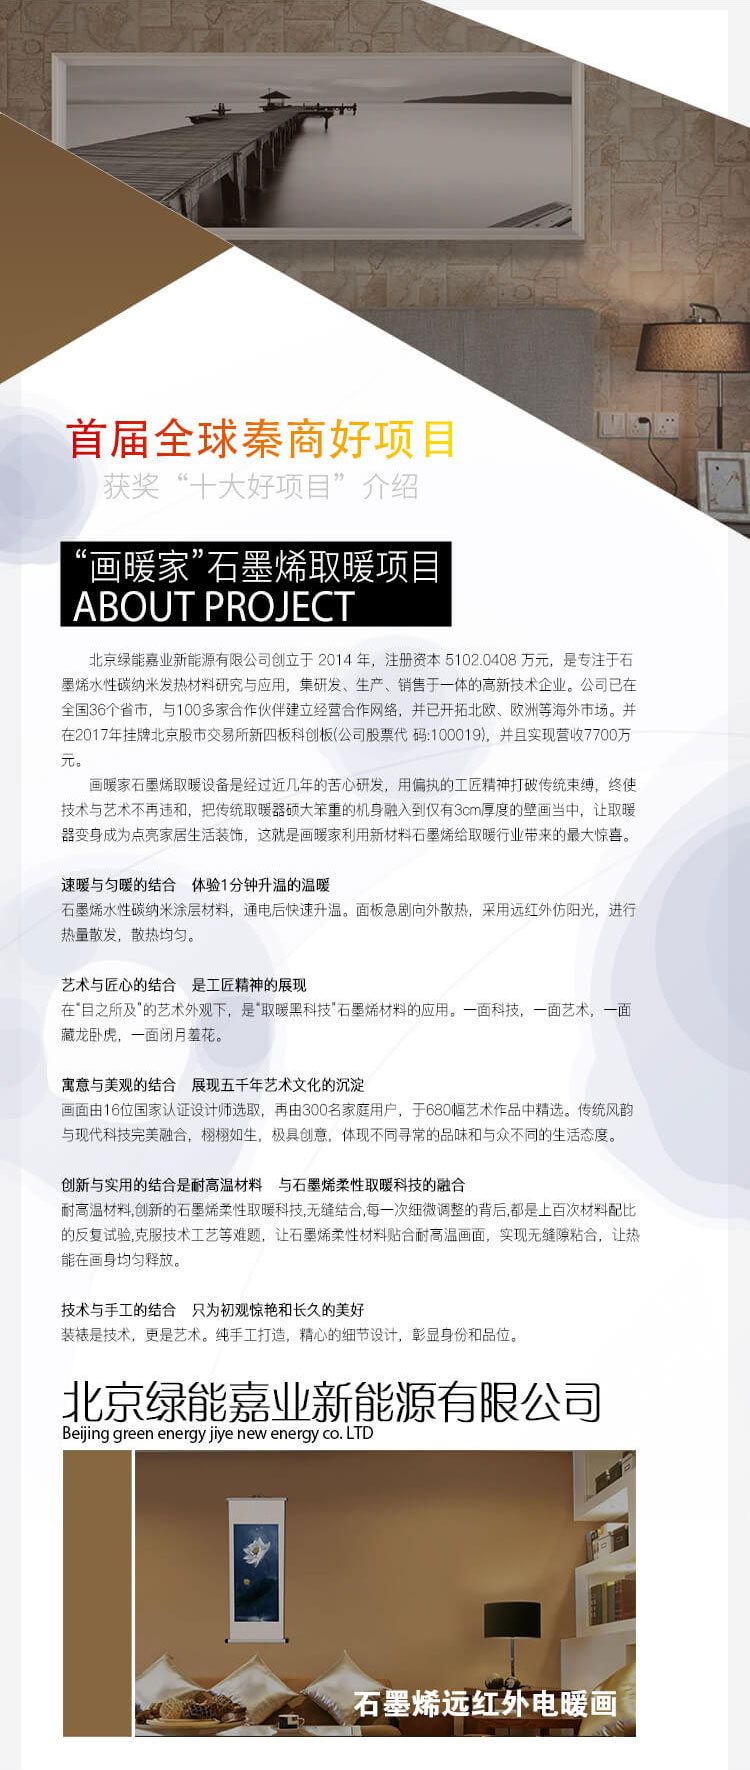 首届全球秦商好项目
获奖“十大好项目”介绍
“画暖家”石墨烯取暖项目
ABOUT PROJECT
北京绿能嘉业新能源有限公司创立于 2014 年，注册资本 5102.0408 万元，是专注于石
墨烯水性碳纳米发热材料研究与应用，集研发、生产、销售于一体的高新技术企业。公司已在
全国36个省市，与100多家合作伙伴建立经营合作网络，并已开拓北欧、欧洲等海外市场。并
在2017年挂牌北京股市交易所新四板科创板(公司股票代 码:100019)，并且实现营收7700万
元。
画暖家石墨烯取暖设备是经过近几年的苦心研发，用偏执的工匠精神打破传统束缚，终使
技术与艺术不再违和，把传统取暖器硕大笨重的机身融入到仅有3cm厚度的壁画当中，让取暖
器变身成为点亮家居生活装饰，这就是画暖家利用新材料石墨烯给取暖行业带来的最大惊喜。
速暖与匀暖的结合 体验1分钟升温的温暖
石墨烯水性碳纳米涂层材料，通电后快速升温。面板急剧向外散热，采用远红外仿阳光，进行
热量散发，散热均匀。
艺术与匠心的结合 是工匠精神的展现
在“目之所及”的艺术外观下，是“取暖黑科技”石墨烯材料的应用。一面科技，一面艺术，一面
藏龙卧虎，一面闭月羞花。
寓意与美观的结合 展现五千年艺术文化的沉淀
画面由16位国家认证设计师选取，再由300名家庭用户，于680幅艺术作品中精选。传统风韵
与现代科技完美融合，栩栩如生，极具创意，体现不同寻常的品味和与众不同的生活态度。
创新与实用的结合是耐高温材料 与石墨烯柔性取暖科技的融合
耐高温材料,创新的石墨烯柔性取暖科技,无缝结合,每一次细微调整的背后,都是上百次材料配比
的反复试验,克服技术工艺等难题，让石墨烯柔性材料贴合耐高温画面，实现无缝隙粘合，让热
能在画身均匀释放。
技术与手工的结合 只为初观惊艳和长久的美好
装裱是技术，更是艺术。纯手工打造，精心的细节设计，彰显身份和品位。
北京绿能嘉业新能源有限公司
Beijing green energy jiye new energy co. LTD
石墨烯远红外电暖画